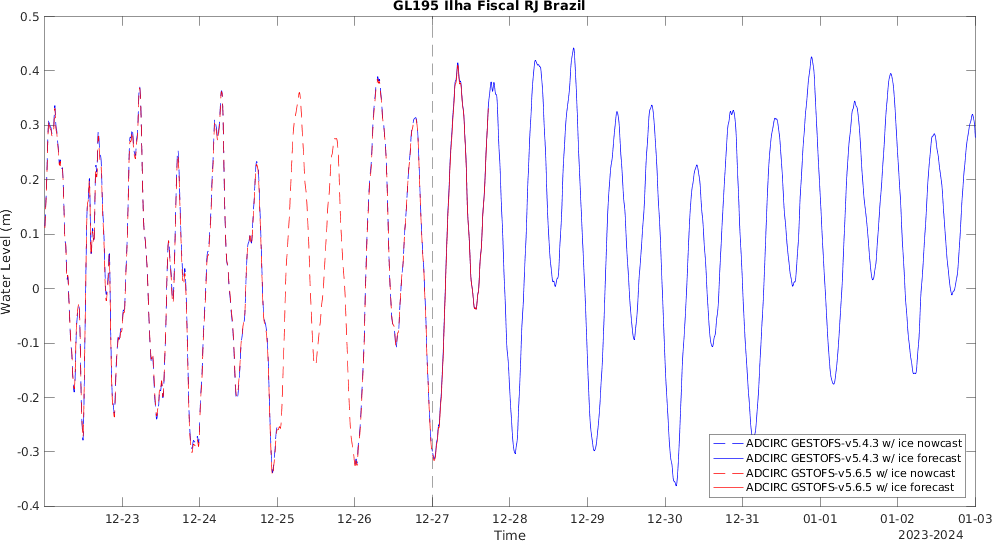 GL195 Ilha Fiscal RJ Brazil
0.5
0.4
0.3
0.2
0.1
0
-0.1
-0.2
-0.3
-0.4
Water Level (m)
12-23 12-24 12-25 12-26 12-27 12-28 12-29 12-30 12-31 01-01 01-02 01-03
Time
2023-2024
ADCIRC GESTOFS-v5.4.3 w/ ice nowcast
ADCIRC GESTOFS-v5.4.3 w/ ice forecast
ADCIRC GSTOFS-v5.6.5 w/ ice nowcast
ADCIRC GSTOFS-v5.6.5 w/ ice forecast